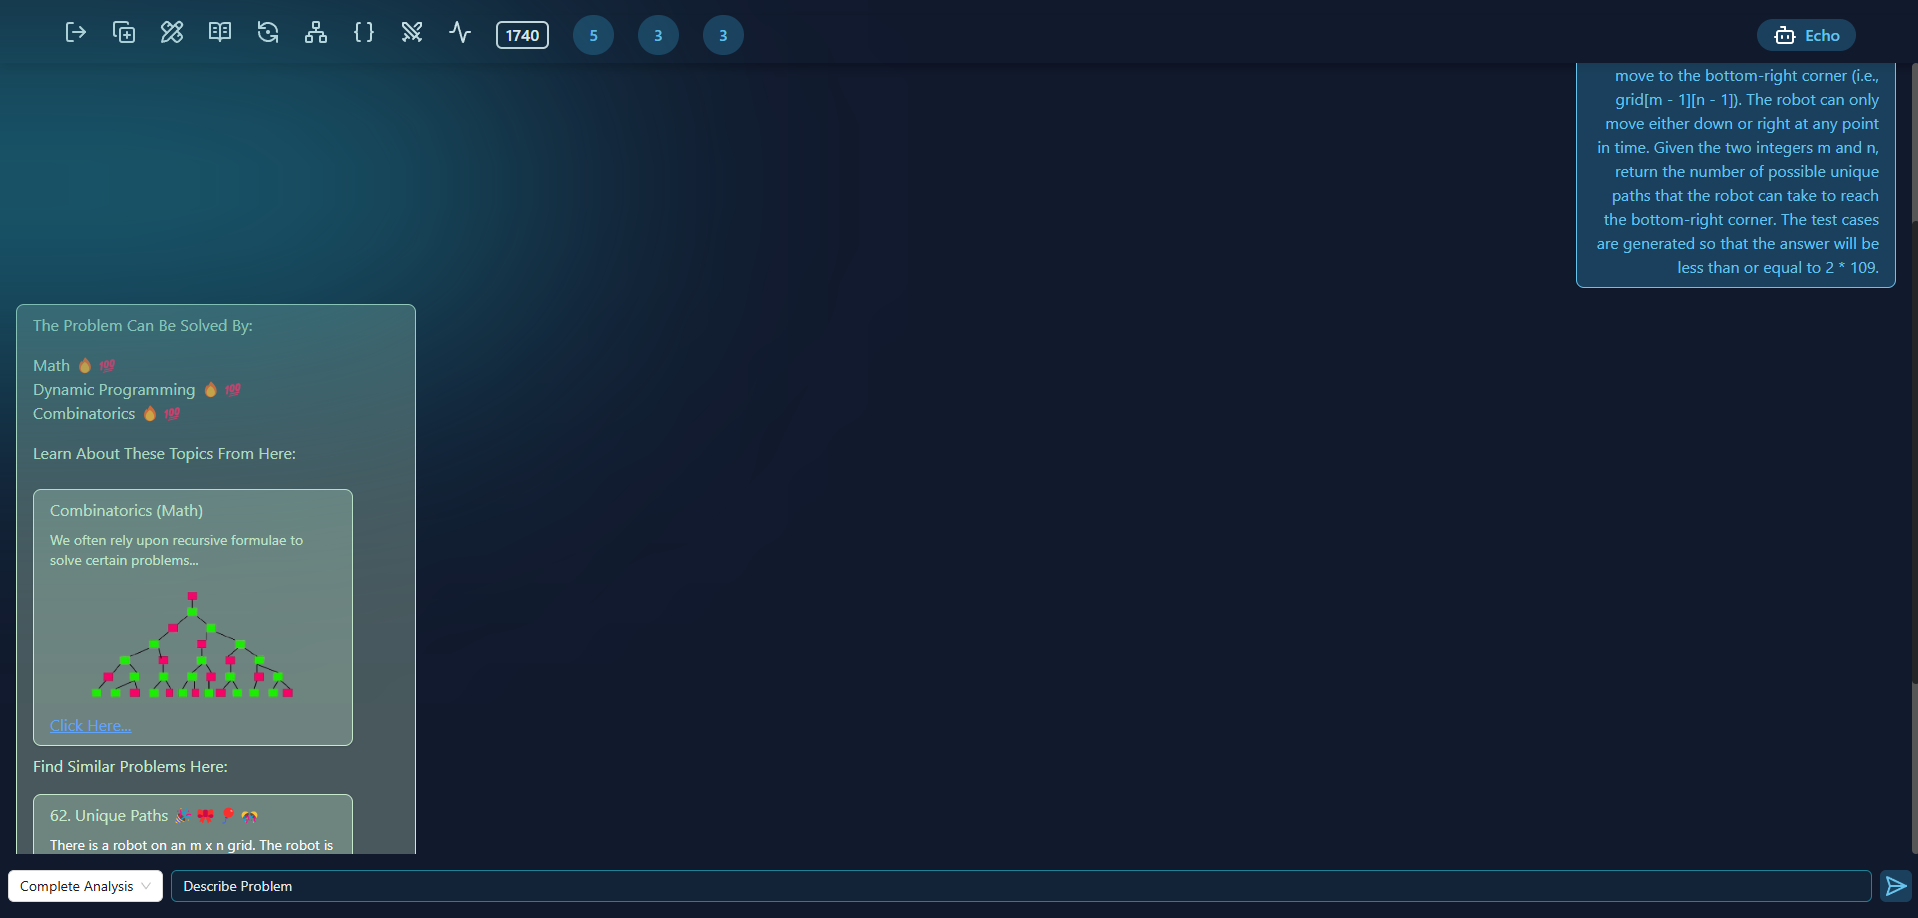 1740
5
3
3
Echo
move to the bottom-right corner (i.e.,
grid[m - 1][n - 1]). The robot can only
move either down or right at any point
in time. Given the two integers m and n,
return the number of possible unique
paths that the robot can take to reach
the bottom-right corner. The test cases
are generated so that the answer will be
less than or equal to 2 * 109.
The Problem Can Be Solved By:
Math 🔥 💯
Dynamic Programming 🔥 💯
Combinatorics 🔥 💯
Learn About These Topics From Here:
Combinatorics (Math)
We often rely upon recursive formulae to
solve certain problems...
Click Here...
Find Similar Problems Here:
62. Unique Paths 🎉 🎀 🎈 🎊
There is a robot on an m x n grid. The robot is
Complete Analysis
Describe Problem